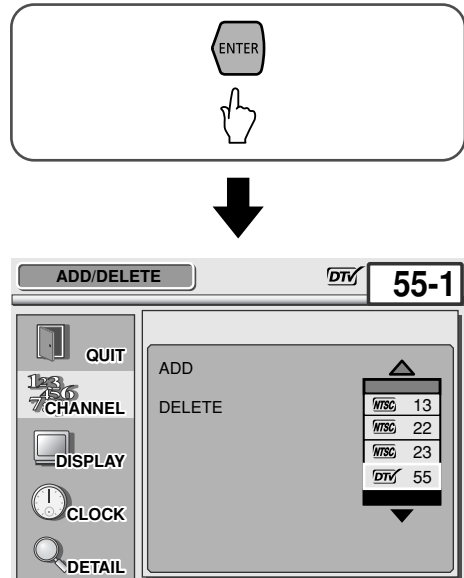 ENTER
ADD/DELETE DTV 55-1
QUIT
123
456
7
CHANNEL
DISPLAY
CLOCK
DETAIL
ADD
DELETE
NTSC 13
NTSC 22
NTSC 23
DTV 55